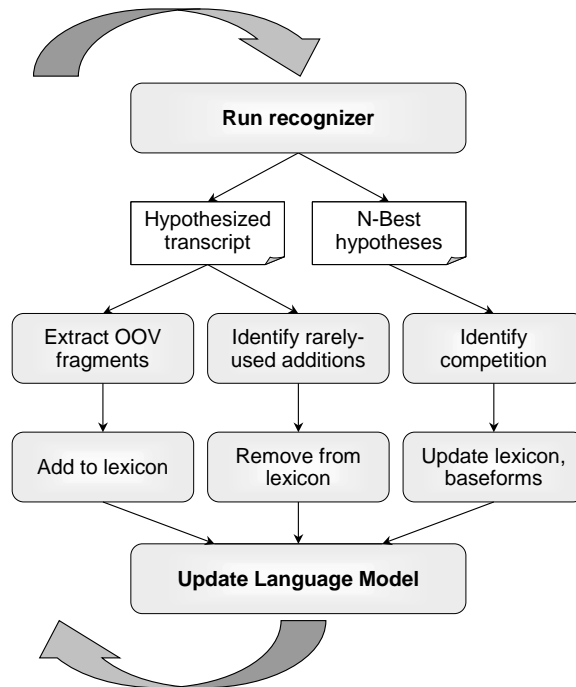 Run recognizer
Hypothesized
transcript
N-Best
hypotheses
Extract OOV
fragments
Identify rarely-
used additions
Identify
competition
Add to lexicon
Remove from
lexicon
Update lexicon,
baseforms
Update Language Model